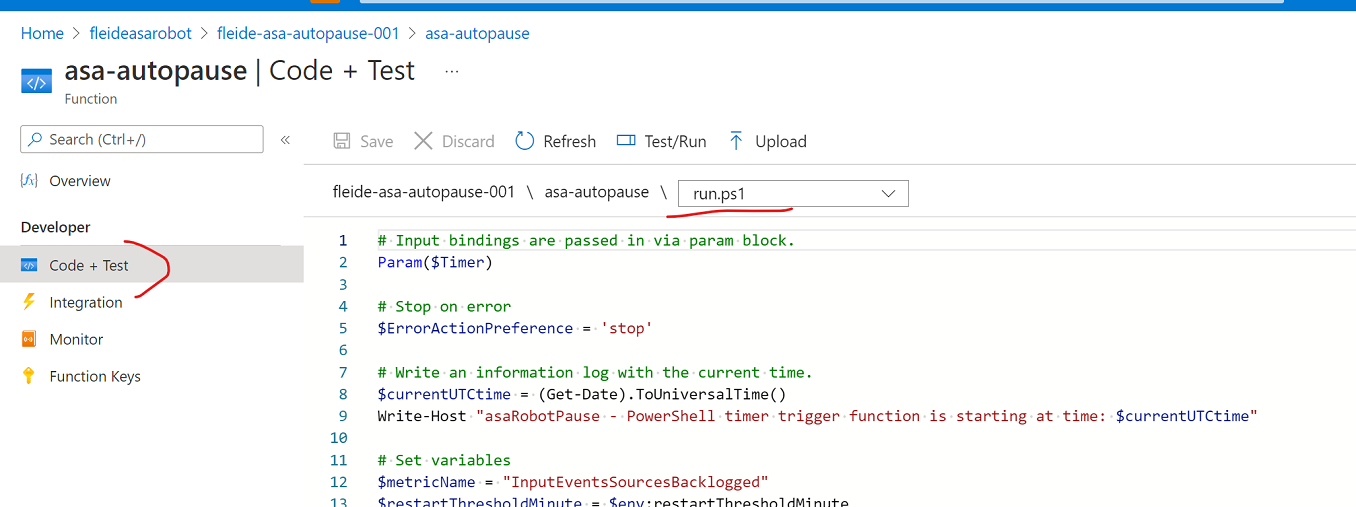 Home > fleideasarobot > fleide-asa-autopause-001 > asa-autopause
asa-autopause | Code + Test ...
Function
Search (Ctrl+/) «
Save Discard Refresh Test/Run Upload
Overview
Developer
Code + Test
Integration
Monitor
Function Keys
fleide-asa-autopause-001 \ asa-autopause \ run.ps1
1 # Input bindings are passed in via param block.
2 Param($Timer)
3
4 # Stop on error
5 $ErrorActionPreference = 'stop'
6
7 # Write an information log with the current time.
8 $currentUTCtime = (Get-Date).ToUniversalTime()
9 Write-Host "asaRobotPause - PowerShell timer trigger function is starting at time: $currentUTCtime"
10
11 # Set variables
12 $metricName = "InputEventsSourcesBacklogged"
13 $restartThresholdMinute = $env:restartThresholdMinute